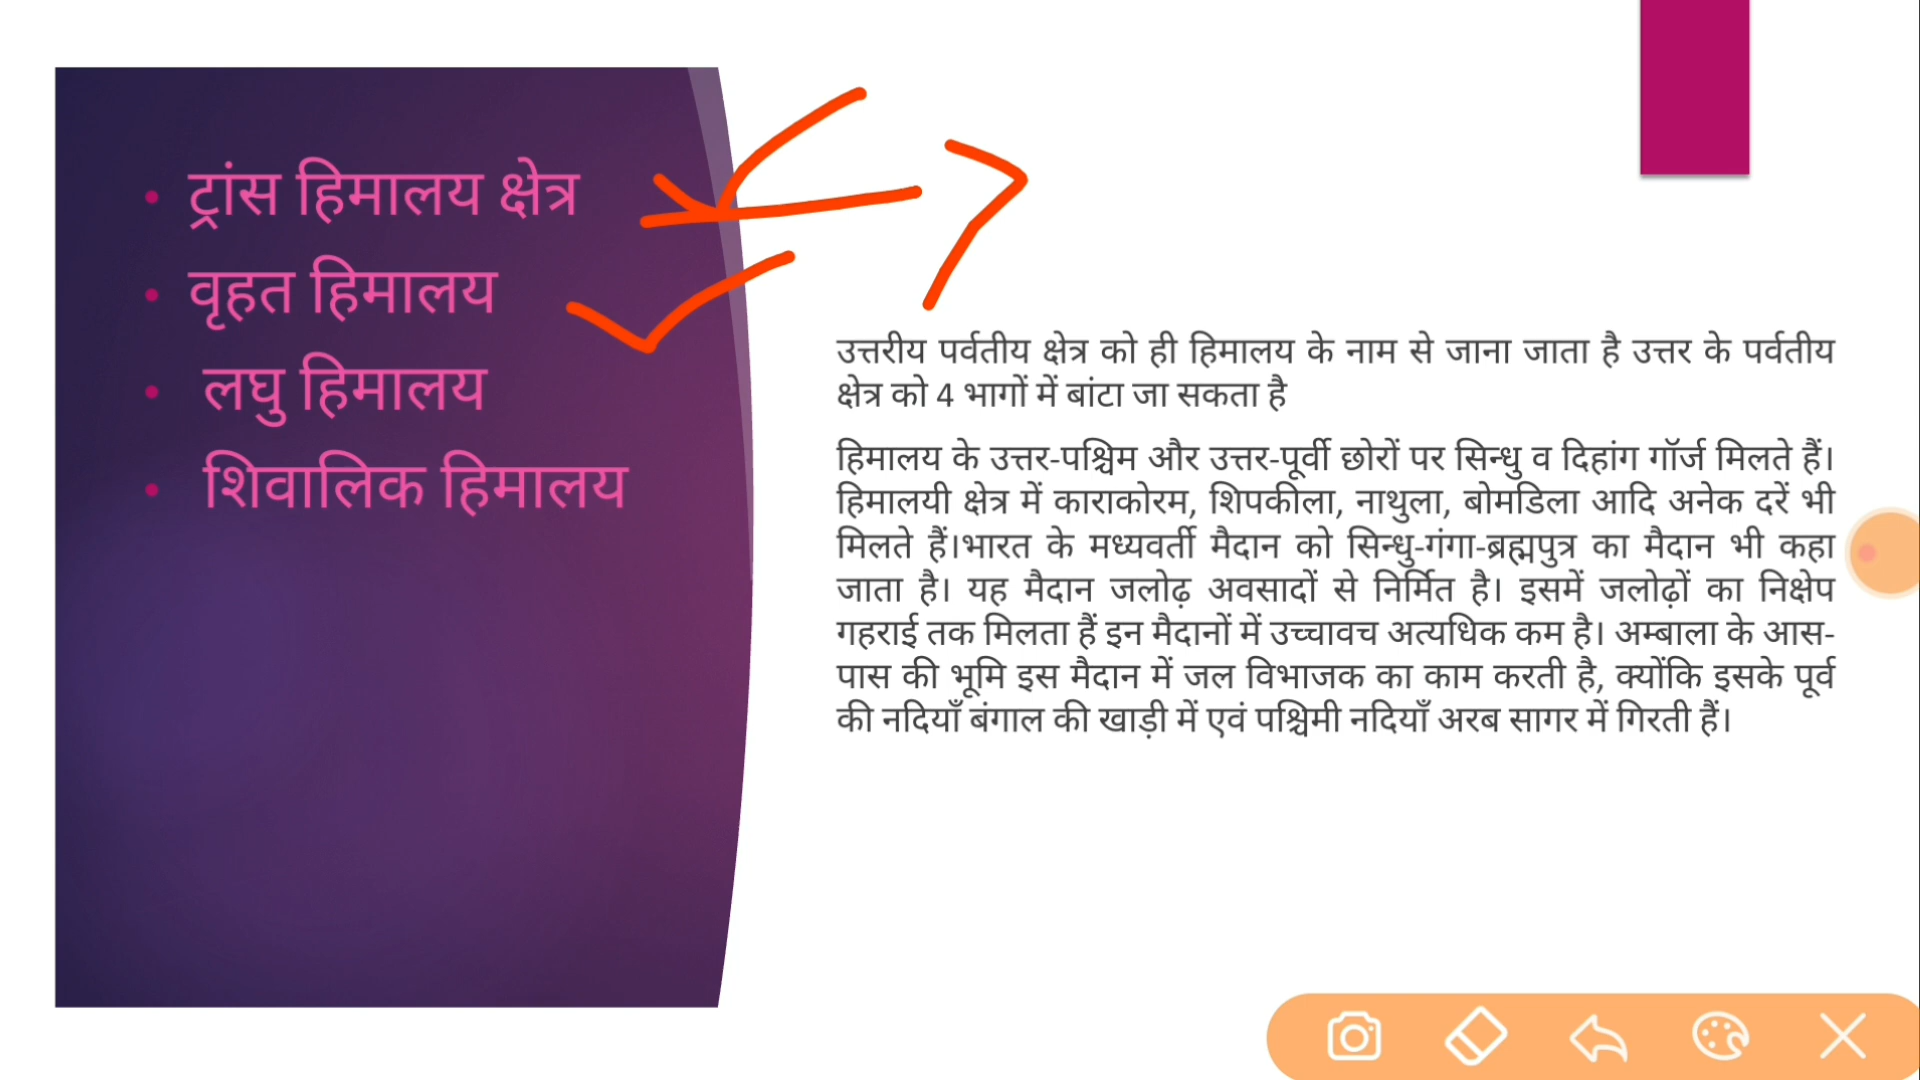 ट्रांस हिमालय क्षेत्र
वृहत हिमालय
लघु हिमालय
शिवालिक हिमालय
उत्तरीय पर्वतीय क्षेत्र को ही हिमालय के नाम से जाना जाता है उत्तर के पर्वतीय
क्षेत्र को 4 भागों में बांटा जा सकता है
हिमालय के उत्तर-पश्चिम और उत्तर-पूर्वी छोरों पर सिन्धु व दिहांग गॉर्ज मिलते हैं।
हिमालयी क्षेत्र में काराकोरम, शिपकीला, नाथुला, बोमडिला आदि अनेक दरें भी
मिलते हैं।भारत के मध्यवर्ती मैदान को सिन्धु-गंगा-ब्रह्मपुत्र का मैदान भी कहा
जाता है। यह मैदान जलोढ़ अवसादों से निर्मित है। इसमें जलोढ़ों का निक्षेप
गहराई तक मिलता हैं इन मैदानों में उच्चावच अत्यधिक कम है। अम्बाला के आस-
पास की भूमि इस मैदान में जल विभाजक का काम करती है, क्योंकि इसके पूर्व
की नदियाँ बंगाल की खाड़ी में एवं पश्चिमी नदियाँ अरब सागर में गिरती हैं।